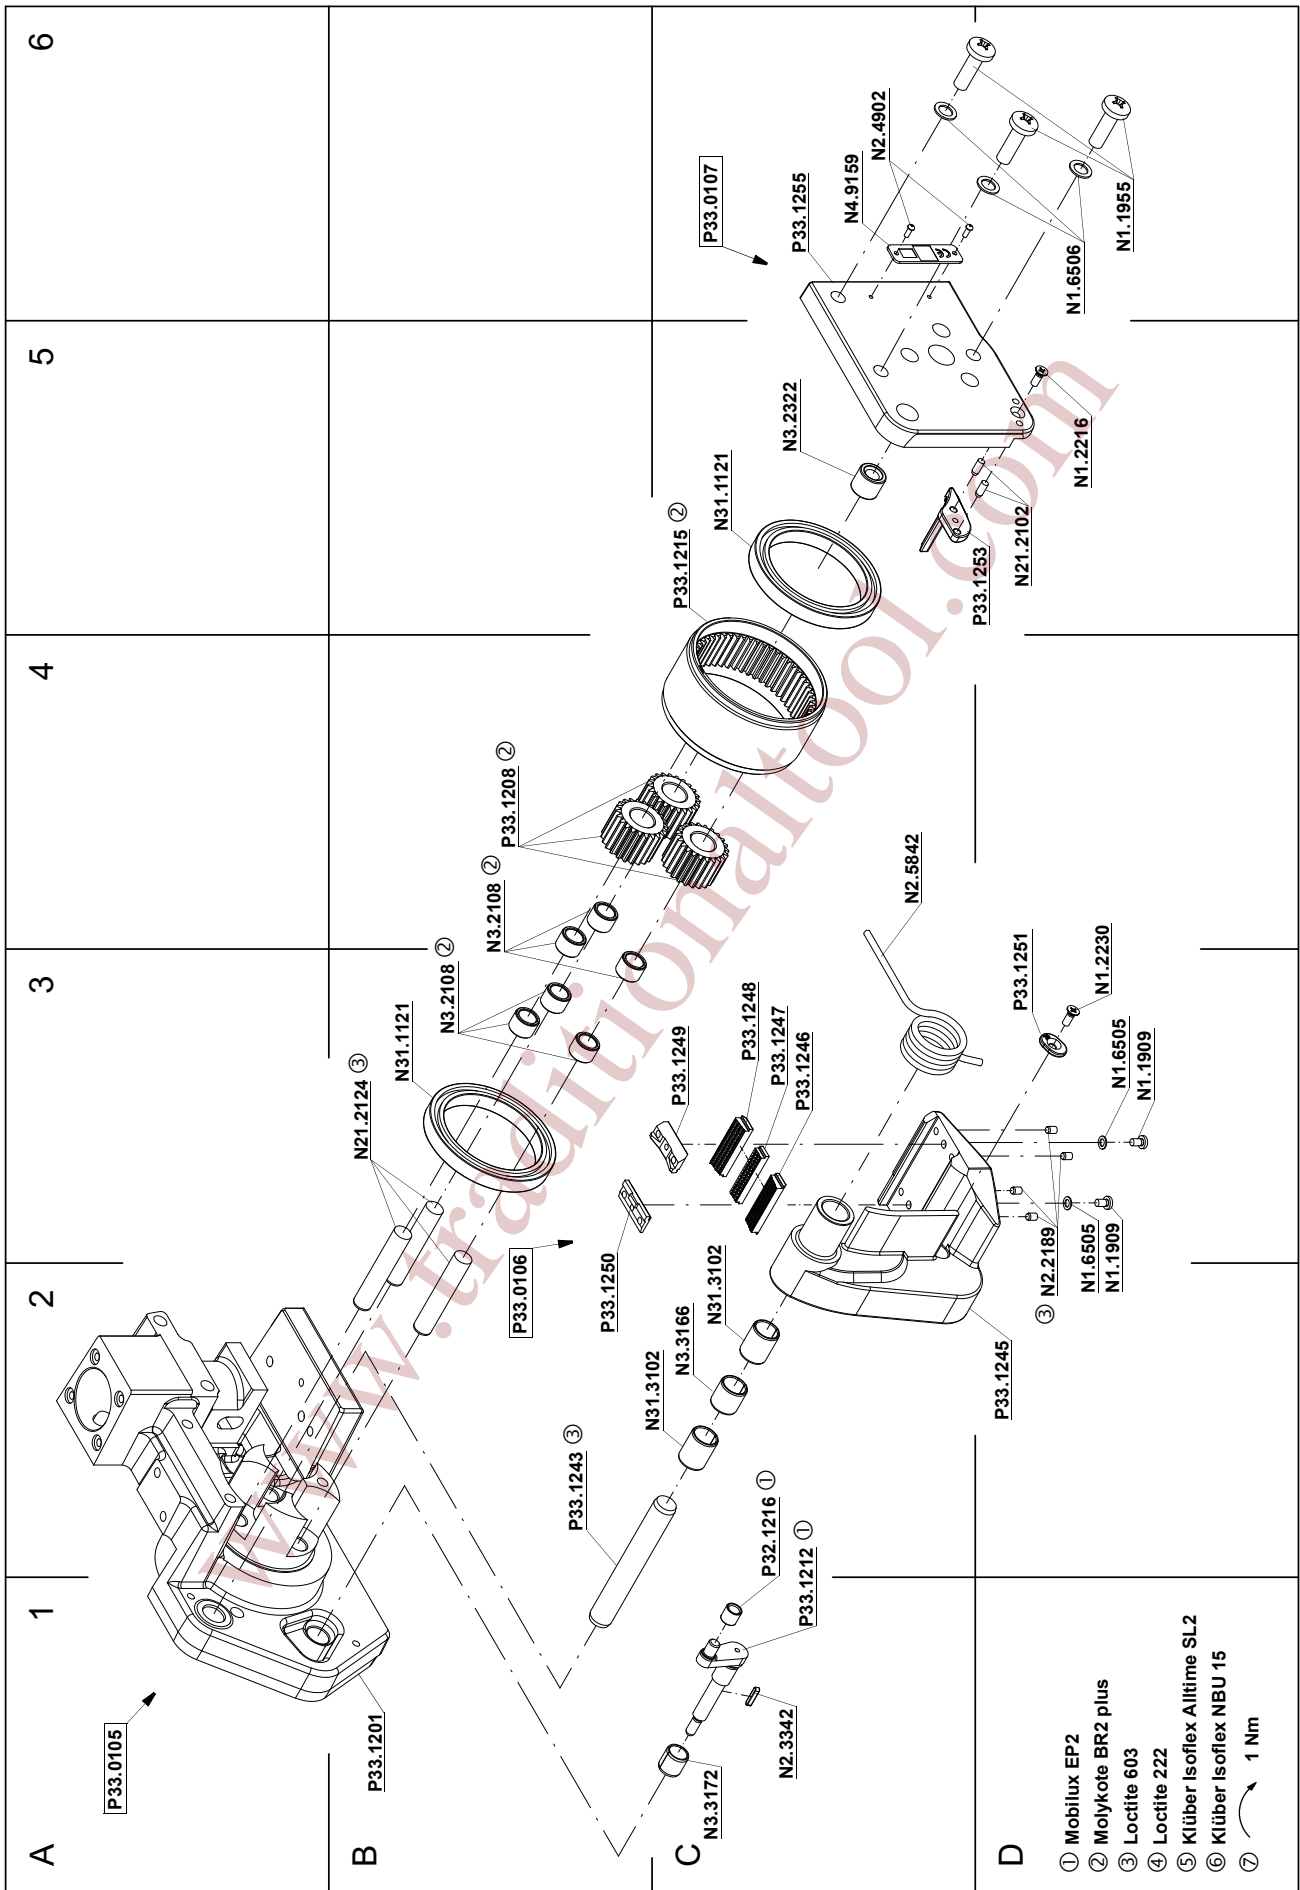 1
2
3
4
5
6
A
B
C
D
P33.0105
P33.1201
N21.2124 ③
N31.1121
N3.2108 ②
N3.2108 ②
P33.1208 ②
P33.1215 ②
N31.1121
N3.2322
P33.0107
P33.1255
N4.9159
N2.4902
N1.6506
N1.1955
N1.2216
N21.2102
P33.1253
P33.0106
P33.1250
P33.1249
P33.1248
P33.1247
P33.1246
N2.5842
P33.1251
N1.2230
N1.6505
N1.1909
③ N2.2189
N1.6505
N1.1909
P33.1245
N31.3102
N3.3166
N31.3102
P33.1243 ③
P32.1216 ①
P33.1212 ①
N2.3342
N3.3172
① Mobilux EP2
② Molykote BR2 plus
③ Loctite 603
④ Loctite 222
⑤ Klüber Isoflex Alltime SL2
⑥ Klüber Isoflex NBU 15
⑦ 1 Nm
www.traditionaltool.com